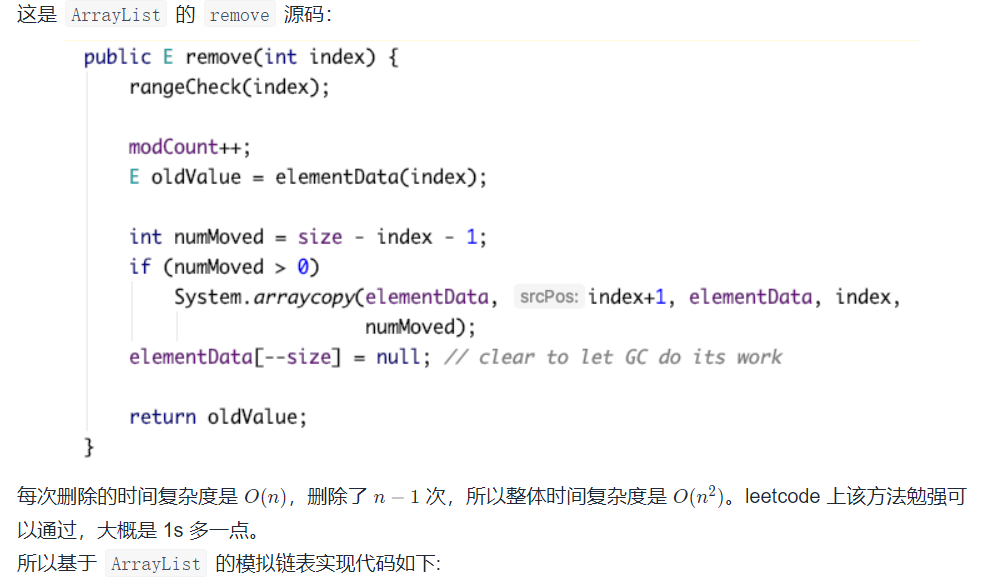 这是 ArrayList 的 remove 源码：
public E remove(int index) {
rangeCheck(index);
modCount++;
E oldValue = elementData(index);
int numMoved = size - index - 1;
if (numMoved > 0)
System.arraycopy(elementData, srcPos: index+1, elementData, index,
numMoved);
elementData[--size] = null; // clear to let GC do its work
return oldValue;
}
每次删除的时间复杂度是 O(n)，删除了 n − 1 次，所以整体时间复杂度是 O(n²)。leetcode 上该方法勉强可
以通过，大概是 1s 多一点。
所以基于 ArrayList 的模拟链表实现代码如下：